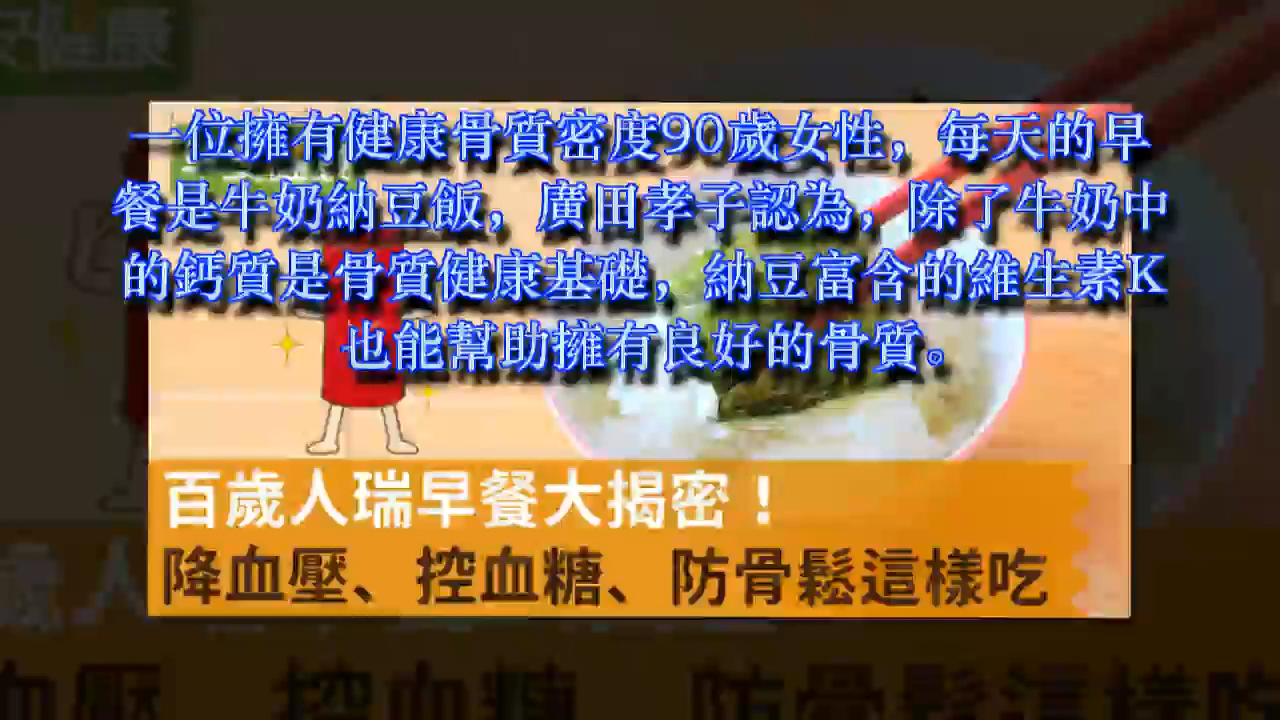 健康
一位擁有健康骨質密度90歲女性，每天的早
餐是牛奶納豆飯，廣田孝子認為，除了牛奶中
的鈣質是骨質健康基礎，納豆富含的維生素K
也能幫助擁有良好的骨質。
百歲人瑞早餐大揭密！
降血壓、控血糖、防骨鬆這樣吃